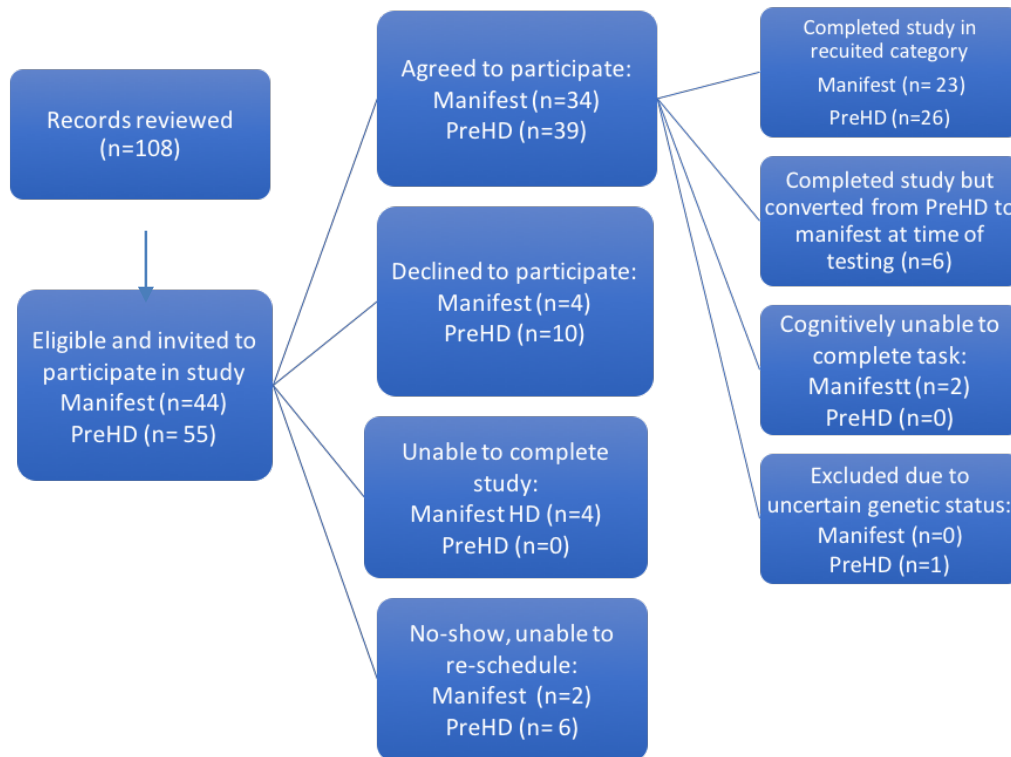 Records reviewed
(n=108)
Eligible and invited to
participate in study
Manifest (n=44)
PreHD (n= 55)
Agreed to participate:
Manifest (n=34)
PreHD (n=39)
Declined to participate:
Manifest (n=4)
PreHD (n=10)
Unable to complete
study:
Manifest HD (n=4)
PreHD (n=0)
No-show, unable to
re-schedule:
Manifest (n=2)
PreHD (n= 6)
Completed study in
recuited category
Manifest (n= 23)
PreHD (n=26)
Completed study but
converted from PreHD to
manifest at time of
testing (n=6)
Cognitively unable to
complete task:
Manifestt (n=2)
PreHD (n=0)
Excluded due to
uncertain genetic status:
Manifest (n=0)
PreHD (n=1)